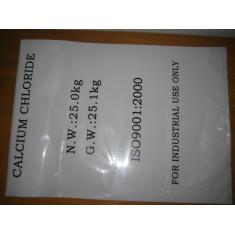 CALCIUM CHLORIDE
N.W.:25.0kg
G.W.:25.1kg
ISO9001:2000
FOR INDUSTRIAL USE ONLY